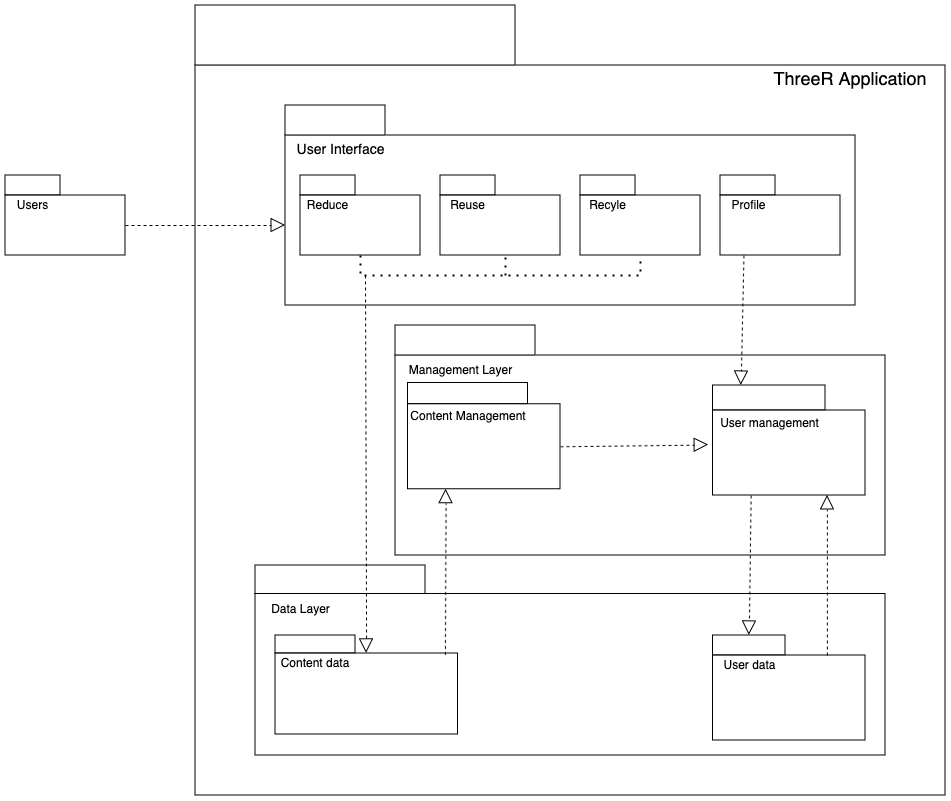 ThreeR Application
User Interface
Users
Reduce
Reuse
Recyle
Profile
Management Layer
Content Management
User management
Data Layer
Content data
User data